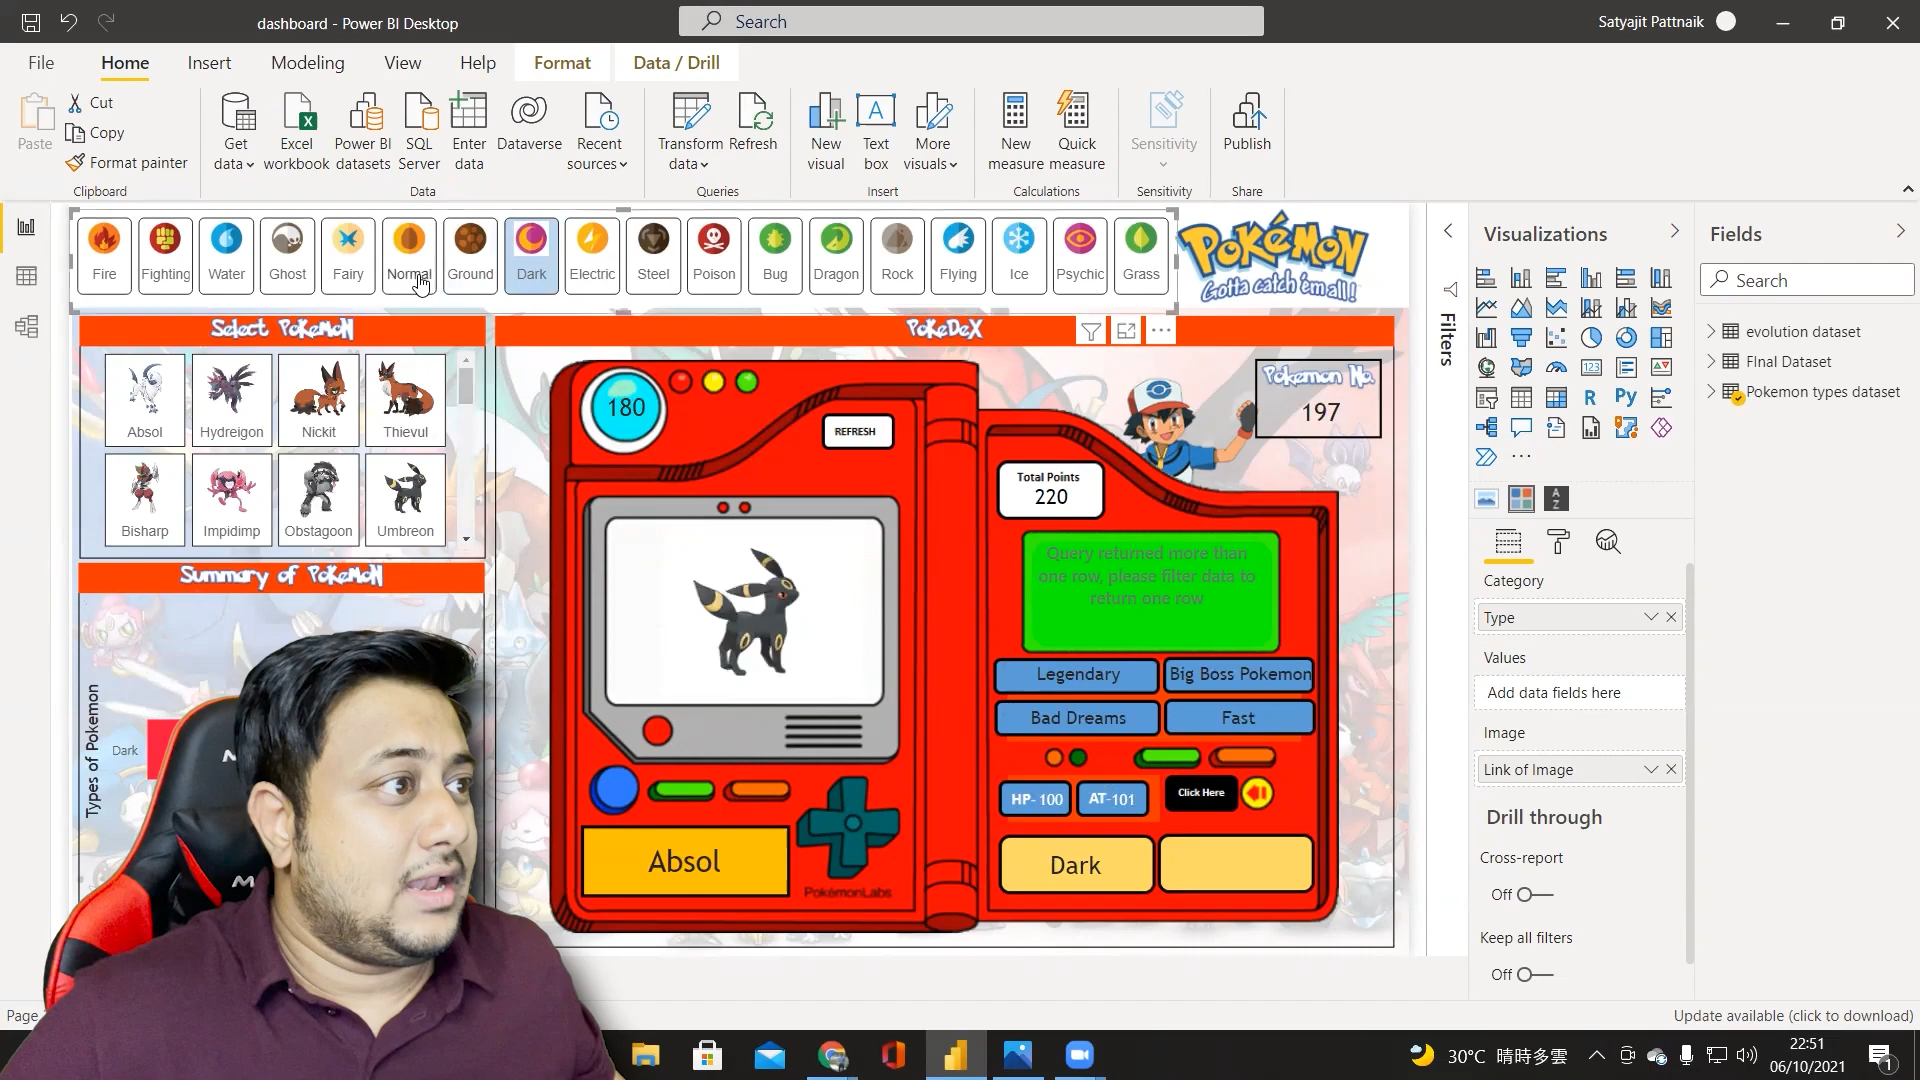 dashboard - Power BI Desktop
Search
Satyajit Pattnaik
File Home Insert Modeling View Help Format Data / Drill
Paste
Cut
Copy
Format painter
Clipboard
Get data
Excel workbook
Power BI datasets
SQL Server
Enter data
Dataverse
Recent sources
Data
Transform data
Refresh
Queries
New visual
Text box
More visuals
Insert
New measure
Quick measure
Calculations
Sensitivity
Sensitivity
Publish
Share
Fire Fighting Water Ghost Fairy Normal Ground Dark Electric Steel Poison Bug Dragon Rock Flying Ice Psychic Grass
POKéMON
Gotta catch 'em all!
Select PoKeMoN
Absol Hydreigon Nickit Thievul
Bisharp Impidimp Obstagoon Umbreon
Summary of PoKeMoN
Types of Pokemon
Dark
PoKeDeX
180
REFRESH
Pokemon No.
197
Total Points
220
Query returned more than
one row, please filter data to
return one row
Legendary
Big Boss Pokemon
Bad Dreams
Fast
HP- 100
AT-101
Click Here
Absol
PokémonLabs
Dark
Filters
Visualizations
R Py
123
A
Z
Category
Type
Values
Add data fields here
Image
Link of Image
Drill through
Cross-report
Off
Keep all filters
Off
Fields
Search
evolution dataset
FInal Dataset
Pokemon types dataset
Page
Update available (click to download)
30°C 晴時多雲
22:51
06/10/2021
1